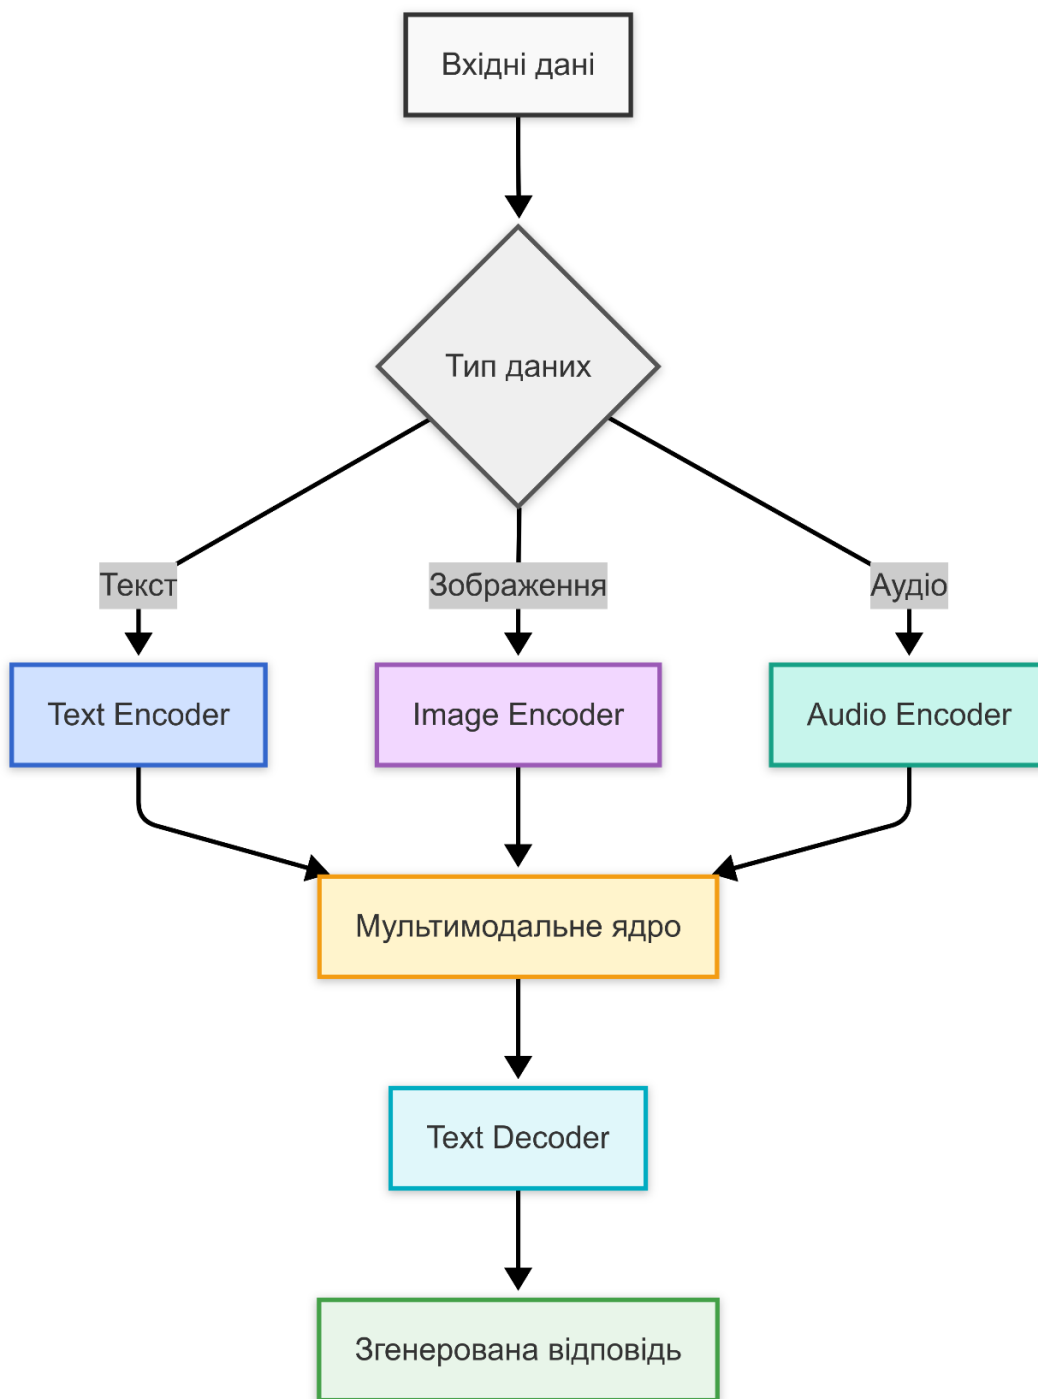 Вхідні дані
Тип даних
Текст
Зображення
Аудіо
Text Encoder
Image Encoder
Audio Encoder
Мультимодальне ядро
Text Decoder
Згенерована відповідь